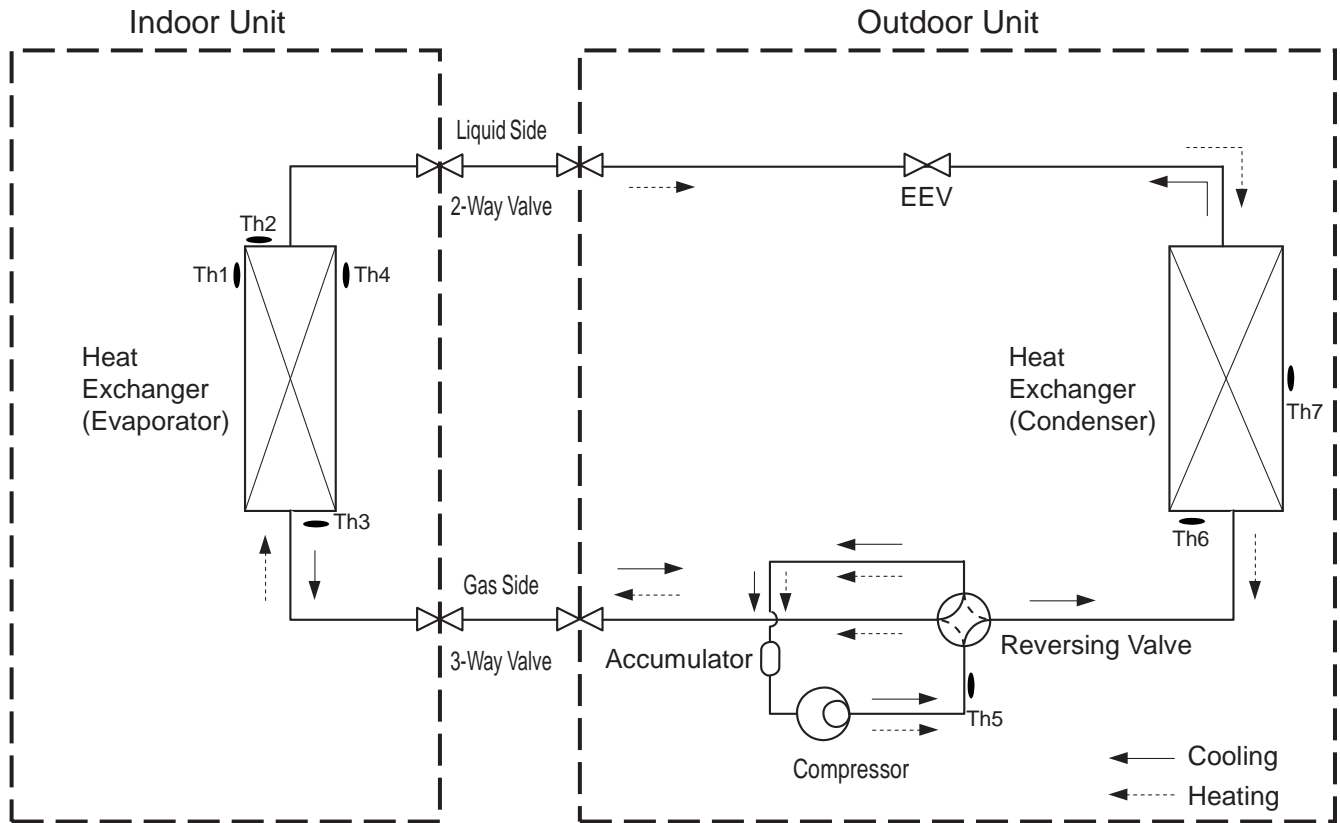 Indoor Unit
Outdoor Unit
Liquid Side
2-Way Valve
EEV
Th2
Th1
Th4
Heat
Exchanger
(Evaporator)
Heat
Exchanger
(Condenser)
Th7
Th3
Th6
Gas Side
3-Way Valve
Accumulator
Reversing Valve
Th5
Compressor
Cooling
Heating